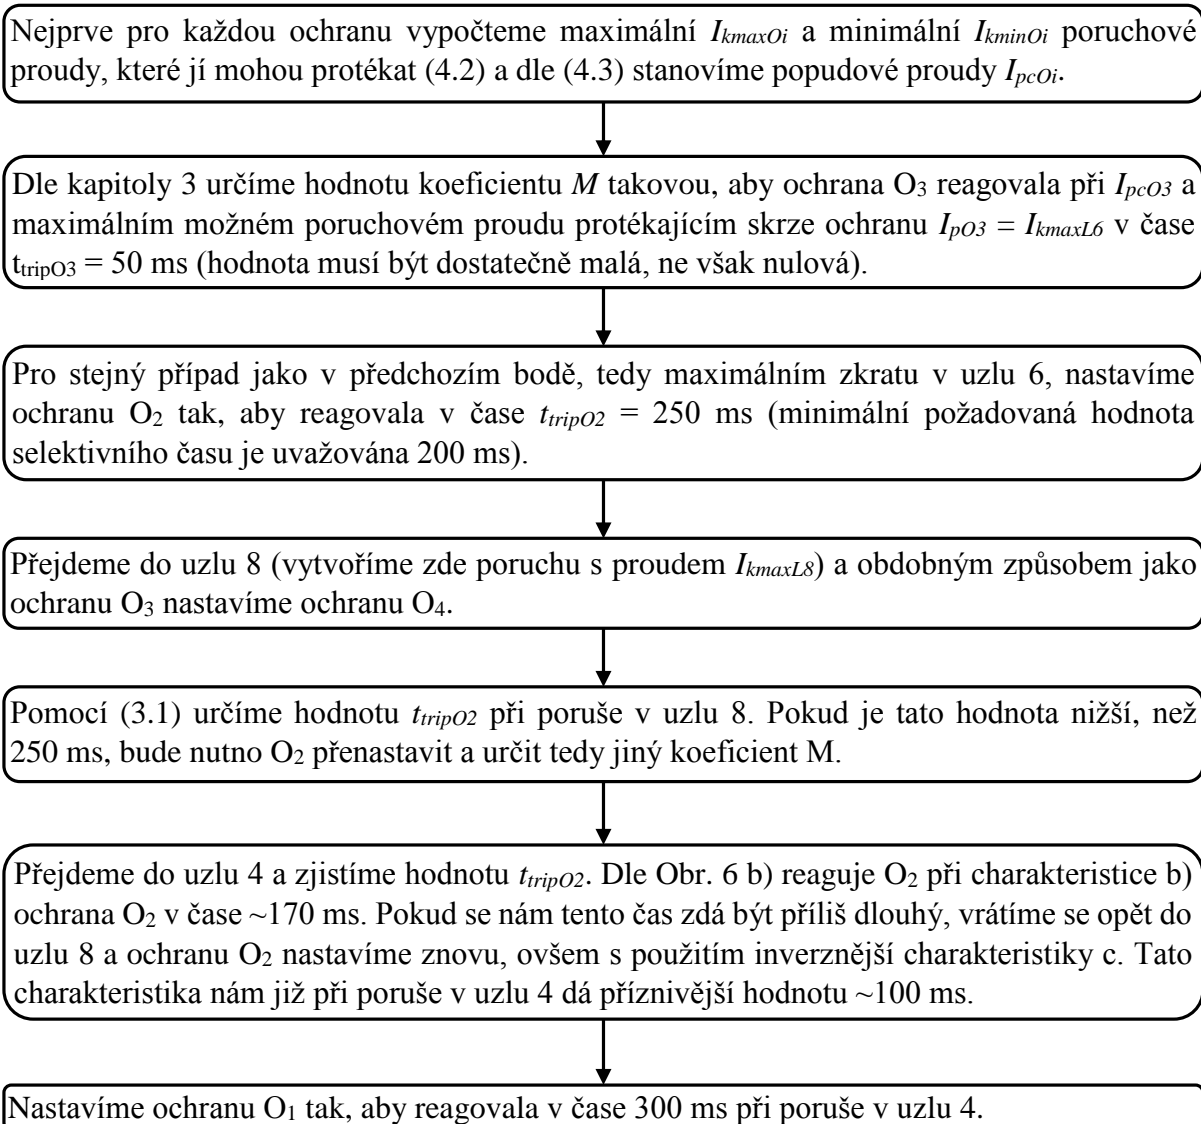 Nejprve pro každou ochranu vypočteme maximální IkmaxOi a minimální IkminOi poruchové
proudy, které jí mohou protékat (4.2) a dle (4.3) stanovíme popudové proudy IpcOi.
Dle kapitoly 3 určíme hodnotu koeficientu M takovou, aby ochrana O3 reagovala při IpcO3 a
maximálním možném poruchovém proudu protékajícím skrze ochranu IpO3 = IkmaxL6 v čase
ttripO3 = 50 ms (hodnota musí být dostatečně malá, ne však nulová).
Pro stejný případ jako v předchozím bodě, tedy maximálním zkratu v uzlu 6, nastavíme
ochranu O2 tak, aby reagovala v čase ttripO2 = 250 ms (minimální požadovaná hodnota
selektivního času je uvažována 200 ms).
Přejdeme do uzlu 8 (vytvoříme zde poruchu s proudem IkmaxL8) a obdobným způsobem jako
ochranu O3 nastavíme ochranu O4.
Pomocí (3.1) určíme hodnotu ttripO2 při poruše v uzlu 8. Pokud je tato hodnota nižší, než
250 ms, bude nutno O2 přenastavit a určit tedy jiný koeficient M.
Přejdeme do uzlu 4 a zjistíme hodnotu ttripO2. Dle Obr. 6 b) reaguje O2 při charakteristice b)
ochrana O2 v čase ~170 ms. Pokud se nám tento čas zdá být příliš dlouhý, vrátíme se opět do
uzlu 8 a ochranu O2 nastavíme znovu, ovšem s použitím inverznější charakteristiky c. Tato
charakteristika nám již při poruše v uzlu 4 dá příznivější hodnotu ~100 ms.
Nastavíme ochranu O1 tak, aby reagovala v čase 300 ms při poruše v uzlu 4.